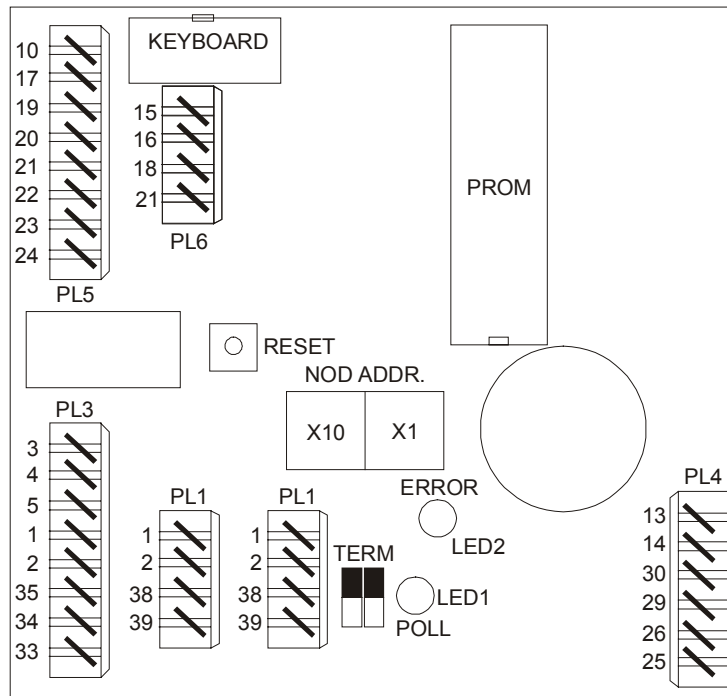 KEYBOARD
10
17
19
20
21
22
23
24
PL5
15
16
18
21
PL6
PROM
RESET
NOD ADDR.
X10
X1
PL3
3
4
5
1
2
35
34
33
PL1
1
2
38
39
PL1
1
2
38
39
TERM
ERROR
LED2
LED1
POLL
PL4
13
14
30
29
26
25